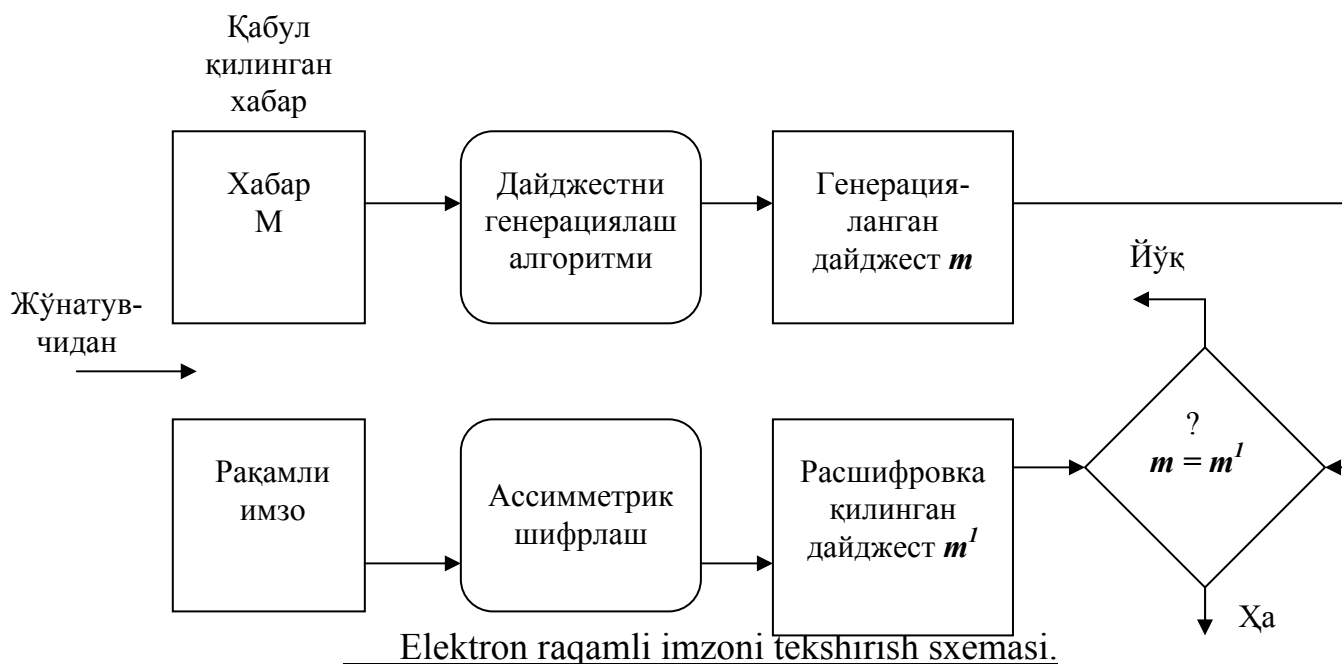 Қабул
қилинган
хабар
Хабар
М
Дайджестни
генерациялаш
алгоритми
Генерация-
ланган
дайджест m
Йўқ
Жўнатув-
чидан
Рақамли
имзо
Ассимметрик
шифрлаш
Расшифровка
қилинган
дайджест m¹
?
m = m¹
Ҳа
Elektron raqamli imzoni tekshirish sxemasi.